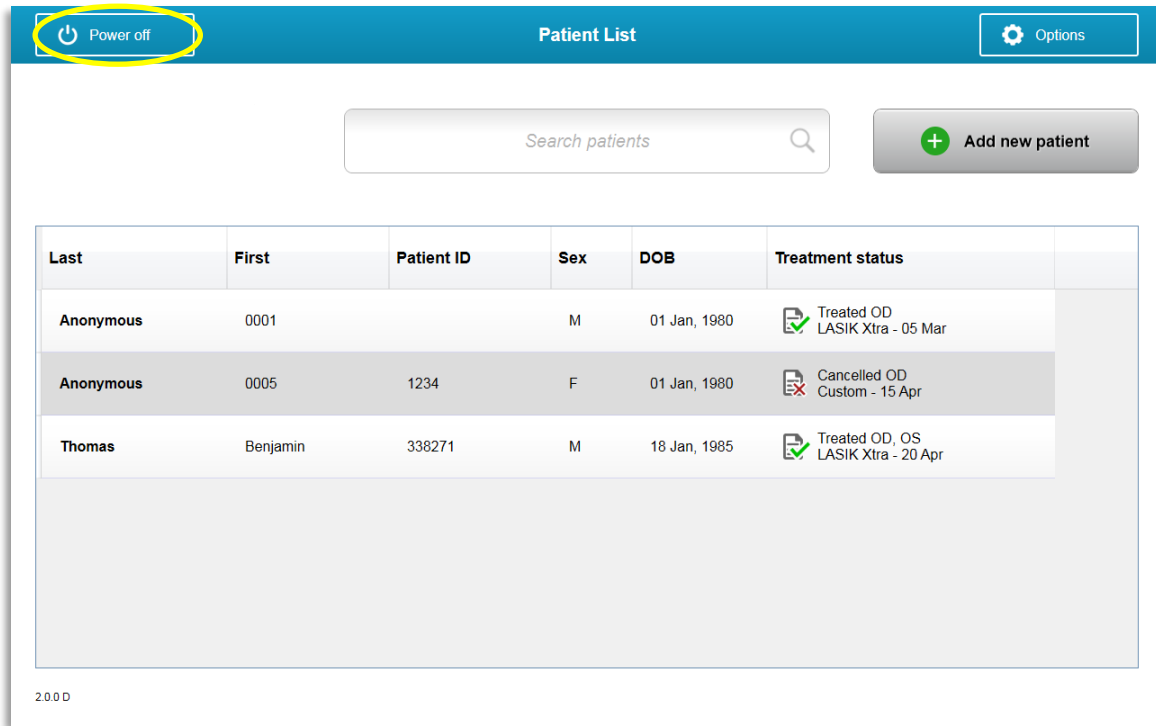 Power off
Patient List
Options
Search patients
Add new patient
Last First Patient ID Sex DOB Treatment status
Anonymous 0001 M 01 Jan, 1980 Treated OD
LASIK Xtra - 05 Mar
Anonymous 0005 1234 F 01 Jan, 1980 Cancelled OD
Custom - 15 Apr
Thomas Benjamin 338271 M 18 Jan, 1985 Treated OD, OS
LASIK Xtra - 20 Apr
2.0.0 D